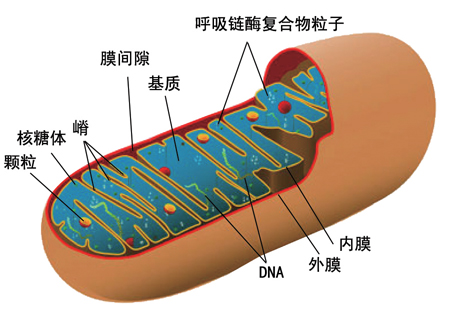 呼吸链酶复合物粒子
膜间隙
基质
嵴
核糖体
颗粒
内膜
外膜
DNA